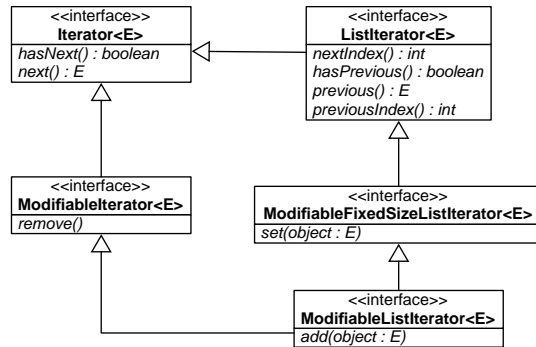 <<interface>>
Iterator<E>
hasNext() : boolean
next() : E
<<interface>>
ListIterator<E>
nextIndex() : int
hasPrevious() : boolean
previous() : E
previousIndex() : int
<<interface>>
ModifiableIterator<E>
remove()
<<interface>>
ModifiableFixedSizeListIterator<E>
set(object : E)
<<interface>>
ModifiableListIterator<E>
add(object : E)